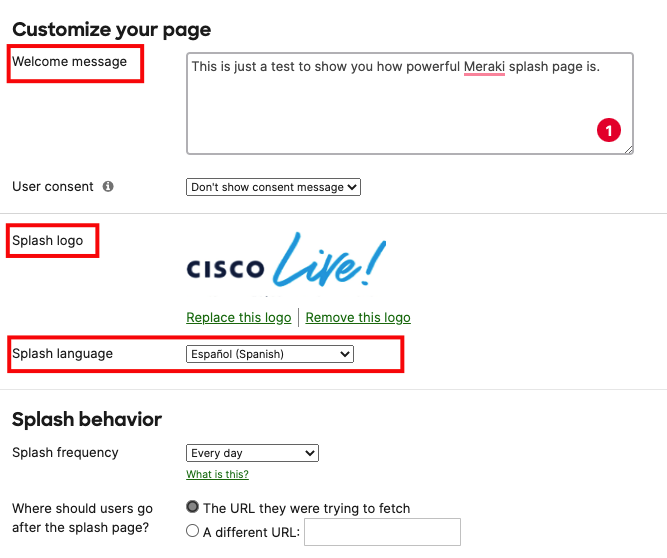 Customize your page
Welcome message
This is just a test to show you how powerful Meraki splash page is.
1
User consent
Don't show consent message
Splash logo
CISCO Live!
Replace this logo
Remove this logo
Splash language
Español (Spanish)
Splash behavior
Splash frequency
Every day
What is this?
Where should users go
after the splash page?
The URL they were trying to fetch
A different URL: